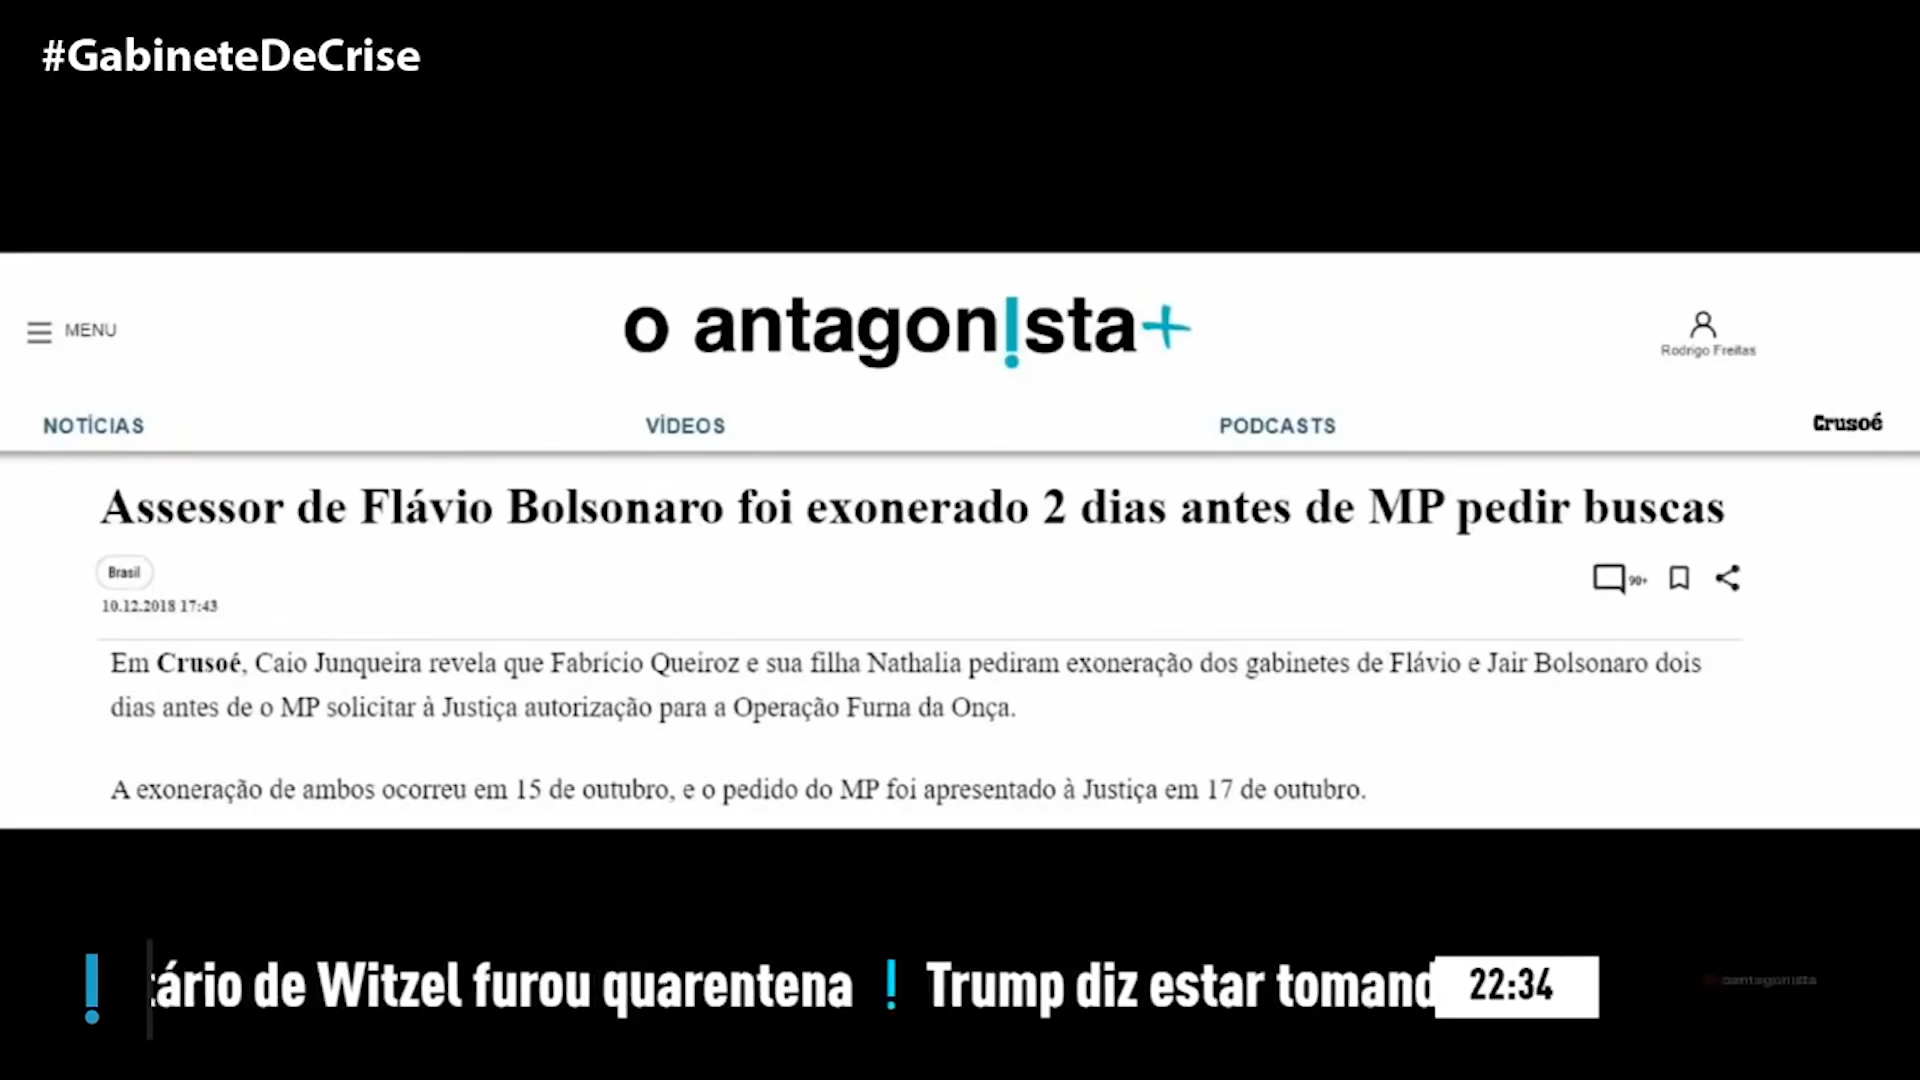 #GabineteDeCrise
MENU
o antagon!sta+
Rodrigo Freitas
NOTÍCIAS
VÍDEOS
PODCASTS
Crusoé
Assessor de Flávio Bolsonaro foi exonerado 2 dias antes de MP pedir buscas
Brasil
90+
10.12.2018 17:43
Em Crusoé, Caio Junqueira revela que Fabrício Queiroz e sua filha Nathalia pediram exoneração dos gabinetes de Flávio e Jair Bolsonaro dois
dias antes de o MP solicitar à Justiça autorização para a Operação Furna da Onça.
A exoneração de ambos ocorreu em 15 de outubro, e o pedido do MP foi apresentado à Justiça em 17 de outubro.
! tário de Witzel furou quarentena ! Trump diz estar tomand 22:34
oantagonista